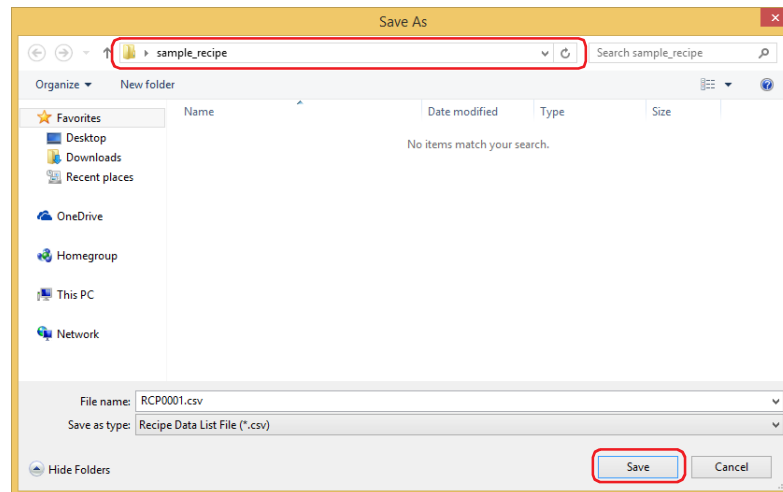 Save As
sample_recipe
Search sample_recipe
Organize
New folder
Name
Date modified
Type
Size
No items match your search.
Favorites
Desktop
Downloads
Recent places
OneDrive
Homegroup
This PC
Network
File name: RCP0001.csv
Save as type: Recipe Data List File (*.csv)
Hide Folders
Save
Cancel